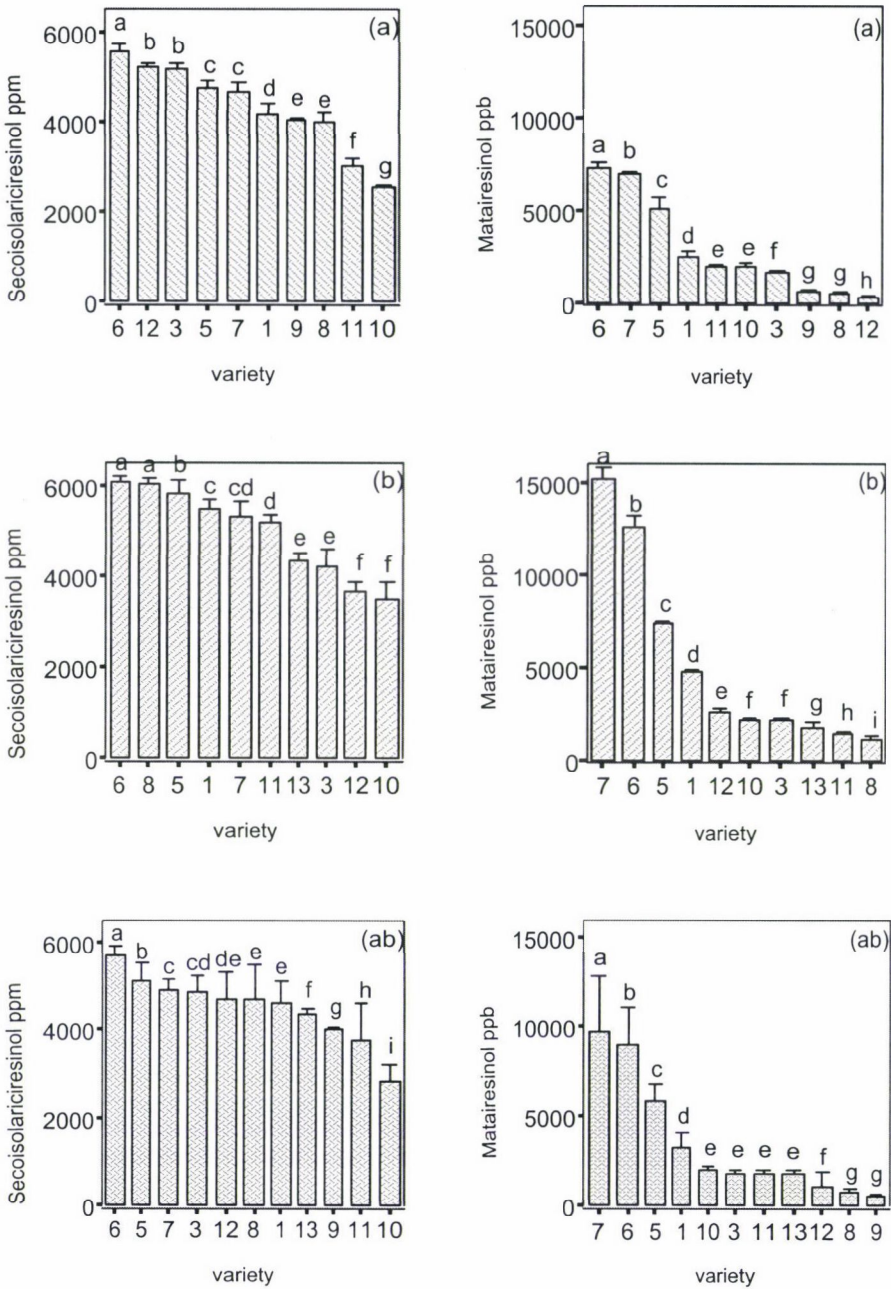 (a)
Secoisolariciresinol ppm
6000
4000
2000
0
a b b c c d e e f g
6 12 3 5 7 1 9 8 11 10
variety
(a)
Matairesinol ppb
15000
10000
5000
0
a b c d e e f g g h
6 7 5 1 11 10 3 9 8 12
variety
(b)
Secoisolariciresinol ppm
6000
4000
2000
0
a a b c cd d e e f f
6 8 5 1 7 11 13 3 12 10
variety
(b)
Matairesinol ppb
15000
10000
5000
0
a b c d e f f g h i
7 6 5 1 12 10 3 13 11 8
variety
(ab)
Secoisolariciresinol ppm
6000
4000
2000
0
a b c cd de e e f g h i
6 5 7 3 12 8 1 13 9 11 10
variety
(ab)
Matairesinol ppb
15000
10000
5000
0
a b c d e e e e f g g
7 6 5 1 10 3 11 13 12 8 9
variety